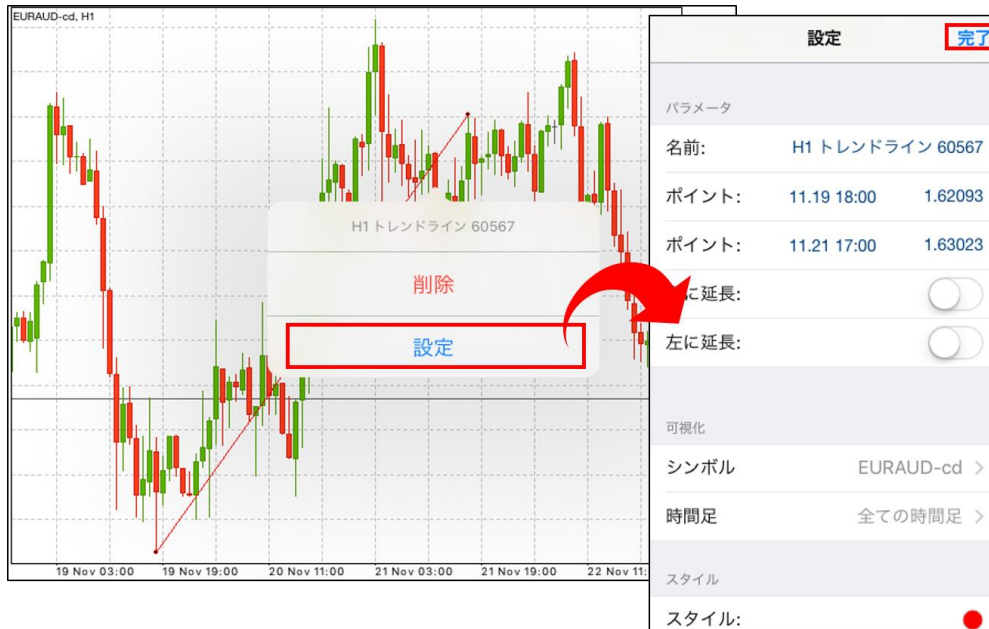 EURAUD-cd, H1
H1 トレンドライン 60567
削除
設定
19 Nov 03:00
19 Nov 19:00
20 Nov 11:00
21 Nov 03:00
21 Nov 19:00
22 Nov 11:
設定
完了
パラメータ
名前:
H1 トレンドライン 60567
ポイント:
11.19 18:00
1.62093
ポイント:
11.21 17:00
1.63023
に延長:
左に延長:
可視化
シンボル
EURAUD-cd >
時間足
全ての時間足 >
スタイル
スタイル: